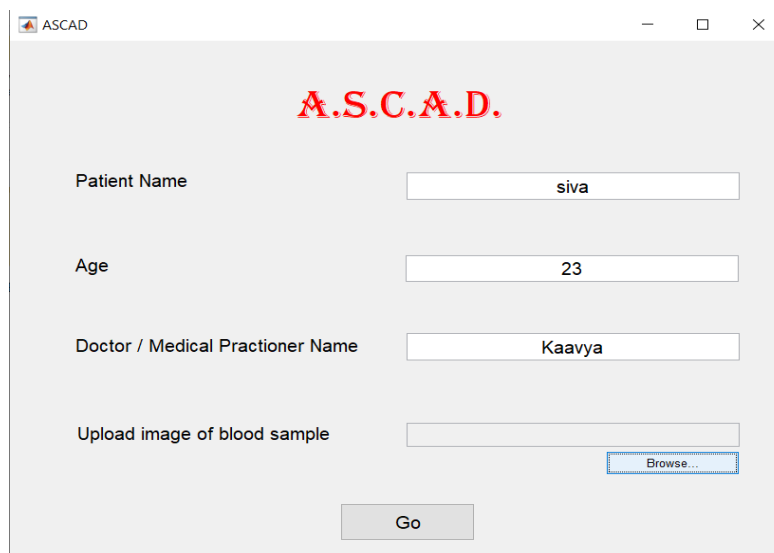 ASCAD
A.S.C.A.D.
Patient Name siva
Age 23
Doctor / Medical Practioner Name Kaavya
Upload image of blood sample
Browse...
Go